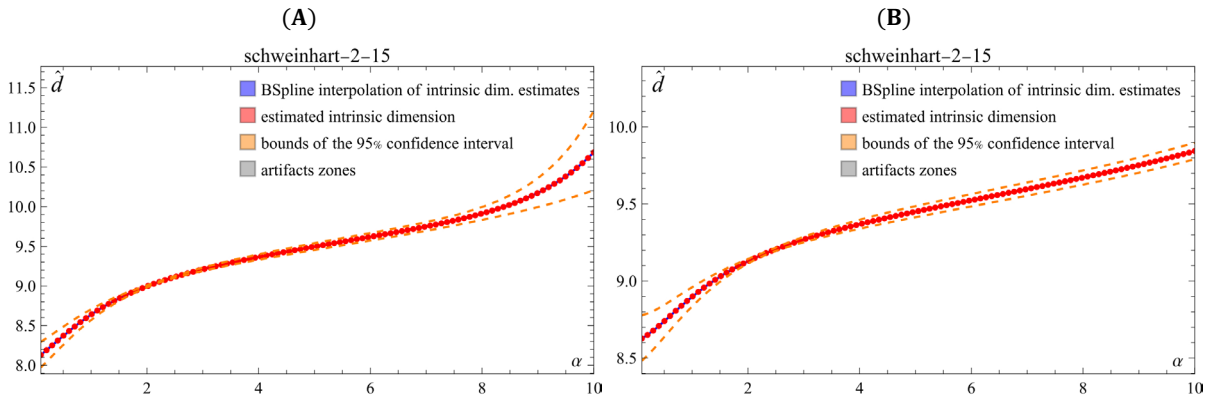 (A)
schweinhart-2-15
d̂
BSpline interpolation of intrinsic dim. estimates
estimated intrinsic dimension
bounds of the 95% confidence interval
artifacts zones
11.5
11.0
10.5
10.0
9.5
9.0
8.5
8.0
α
2 4 6 8 10
(B)
schweinhart-2-15
d̂
BSpline interpolation of intrinsic dim. estimates
estimated intrinsic dimension
bounds of the 95% confidence interval
artifacts zones
10.0
9.5
9.0
8.5
α
2 4 6 8 10